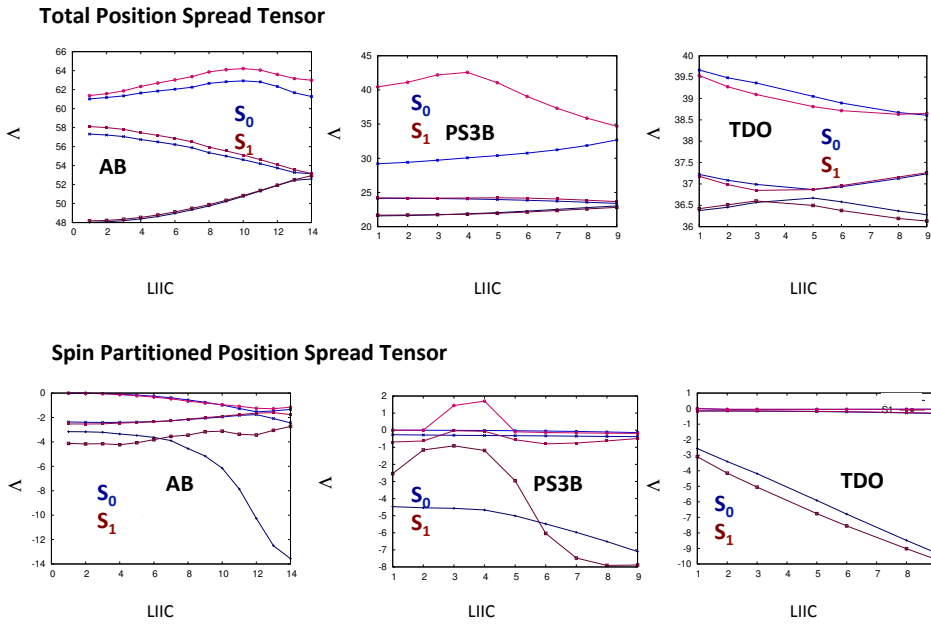 Total Position Spread Tensor
66
64
62
60
58
56
54
52
50
48
0 2 4 6 8 10 12 14
Λ
S0
S1
AB
LIIC
45
40
35
30
25
20
1 2 3 4 5 6 7 8 9
Λ
S0
S1
PS3B
LIIC
40
39.5
39
38.5
38
37.5
37
36.5
36
1 2 3 4 5 6 7 8 9
Λ
TDO
S0
S1
LIIC
Spin Partitioned Position Spread Tensor
0
-2
-4
-6
-8
-10
-12
-14
0 2 4 6 8 10 12 14
Λ
S0
S1
AB
LIIC
2
1
0
-1
-2
-3
-4
-5
-6
-7
-8
1 2 3 4 5 6 7 8 9
Λ
S0
S1
PS3B
LIIC
1
0
-1
-2
-3
-4
-5
-6
-7
-8
-9
-10
1 2 3 4 5 6 7 8
Λ
S1
TDO
S0
S1
LIIC